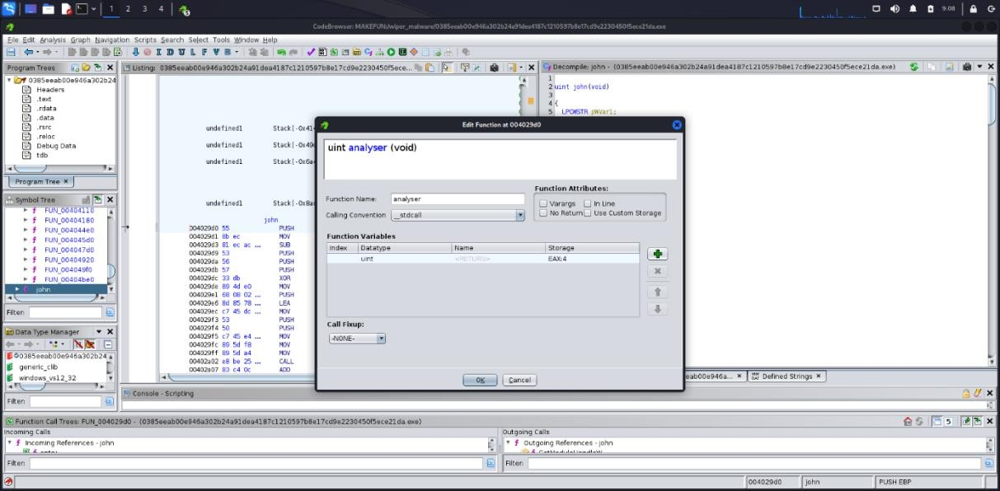 1 2 3 4
9:08
CodeBrowser: MAKEFUN:/wiper_malware/0385eeab00e946a302b24a91dea4187c1210597b8e17cd9e2230450f5ece21da.exe
File Edit Analysis Graph Navigation Scripts Search Select Tools Window Help
I D U L F V B
Program Trees
0385eeab00e946a302b24
Headers
.text
.rdata
.data
.rsrc
.reloc
Debug Data
tdb
Program Tree ×
Symbol Tree
FUN_00404110
FUN_00404180
FUN_004044e0
FUN_004045d0
FUN_004047d0
FUN_00404920
FUN_004049f0
FUN_00404be0
john
Filter:
Data Type Manager
0385eeab00e946a302b24
generic_clib
windows_vs12_32
Filter:
Listing: 0385eeab00e946a302b24a91dea4187c1210597b8e17cd9e2230450f5ece...
undefined1 Stack[-0x41
undefined1 Stack[-0x49
undefined1 Stack[-0x6a
undefined1 Stack[-0x8a
john
004029d0 55 PUSH
004029d1 8b ec MOV
004029d3 81 ec ac ... SUB
004029d9 53 PUSH
004029da 56 PUSH
004029db 57 PUSH
004029dc 33 db XOR
004029de 89 4d e0 MOV
004029e1 68 08 02 ... PUSH
004029e6 8d 85 78 ... LEA
004029ec c7 45 dc ... MOV
004029f3 53 PUSH
004029f4 50 PUSH
004029f5 c7 45 e4 ... MOV
004029fc 89 5d f8 MOV
004029ff 89 5d a4 MOV
00402a02 e8 be 25 ... CALL
00402a07 83 c4 0c ADD
Decompile: john - (0385eeab00e946a302b24a91dea4187c1210597b8e17cd9e2230450f5ece21da.exe)
1
2 uint john(void)
3
4 {
5 LPWSTR pWVar1;
Edit Function at 004029d0
uint analyser (void)
Function Name: analyser
Calling Convention __stdcall
Function Attributes:
Varargs In Line
No Return Use Custom Storage
Function Variables
Index Datatype Name Storage
uint <RETURN> EAX:4
Call Fixup:
-NONE-
OK Cancel
eab00e946a... × Defined Strings ×
Console - Scripting
Function Call Trees: FUN_004029d0 - (0385eeab00e946a302b24a91dea4187c1210597b8e17cd9e2230450f5ece21da.exe)
5
Incoming Calls
Incoming References - john
Filter:
Outgoing Calls
Outgoing References - john
GetModuleHandleW
Filter:
004029d0 john PUSH EBP